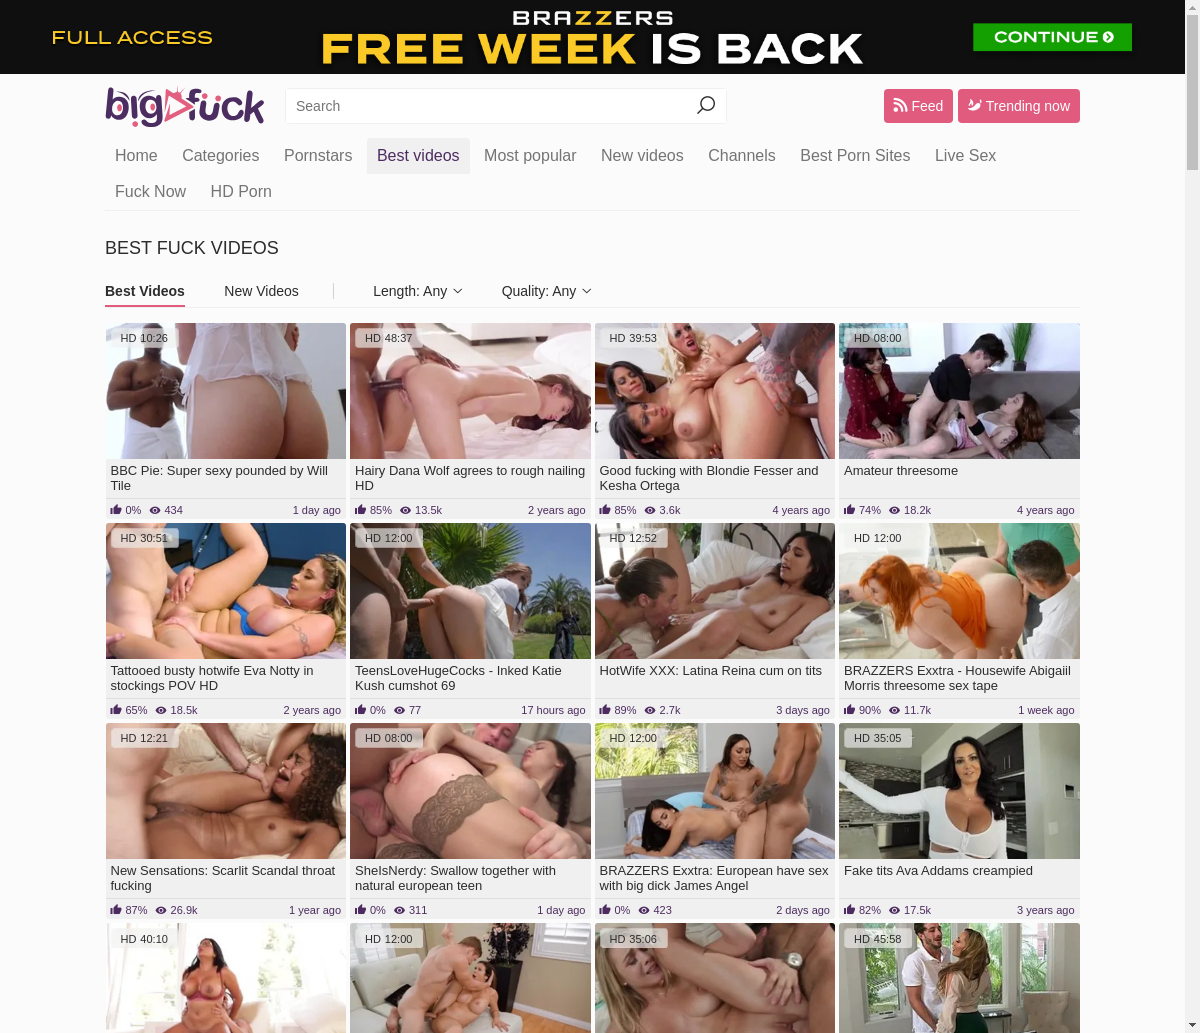 FULL ACCESS
BRAZZERS
FREE WEEK IS BACK
CONTINUE
big fuck
Search
Feed
Trending now
Home Categories Pornstars Best videos Most popular New videos Channels Best Porn Sites Live Sex
Fuck Now HD Porn
BEST FUCK VIDEOS
Best Videos New Videos Length: Any Quality: Any
HD 10:26
HD 48:37
HD 39:53
HD 08:00
BBC Pie: Super sexy pounded by Will
Tile
0% 434 1 day ago
Hairy Dana Wolf agrees to rough nailing
HD
85% 13.5k 2 years ago
Good fucking with Blondie Fesser and
Kesha Ortega
85% 3.6k 4 years ago
Amateur threesome
74% 18.2k 4 years ago
HD 30:51
HD 12:00
HD 12:52
HD 12:00
Tattooed busty hotwife Eva Notty in
stockings POV HD
65% 18.5k 2 years ago
TeensLoveHugeCocks - Inked Katie
Kush cumshot 69
0% 77 17 hours ago
HotWife XXX: Latina Reina cum on tits
89% 2.7k 3 days ago
BRAZZERS Exxtra - Housewife Abigaiil
Morris threesome sex tape
90% 11.7k 1 week ago
HD 12:21
HD 08:00
HD 12:00
HD 35:05
New Sensations: Scarlit Scandal throat
fucking
87% 26.9k 1 year ago
SheIsNerdy: Swallow together with
natural european teen
0% 311 1 day ago
BRAZZERS Exxtra: European have sex
with big dick James Angel
0% 423 2 days ago
Fake tits Ava Addams creampied
82% 17.5k 3 years ago
HD 40:10
HD 12:00
HD 35:06
HD 45:58